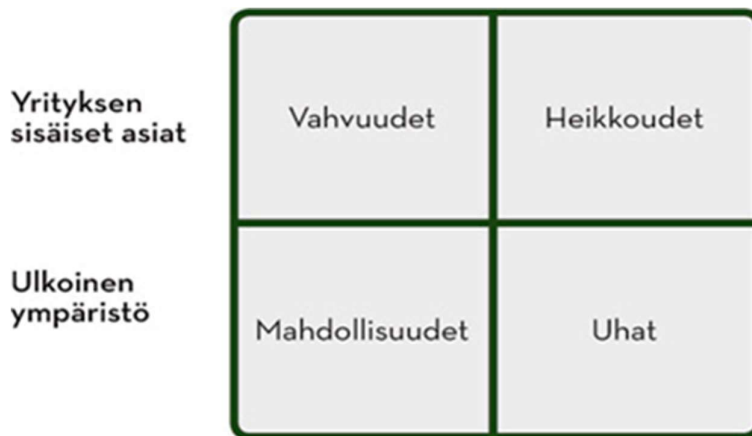 Yrityksen
sisäiset asiat
Vahvuudet
Heikkoudet
Ulkoinen
ympäristö
Mahdollisuudet
Uhat